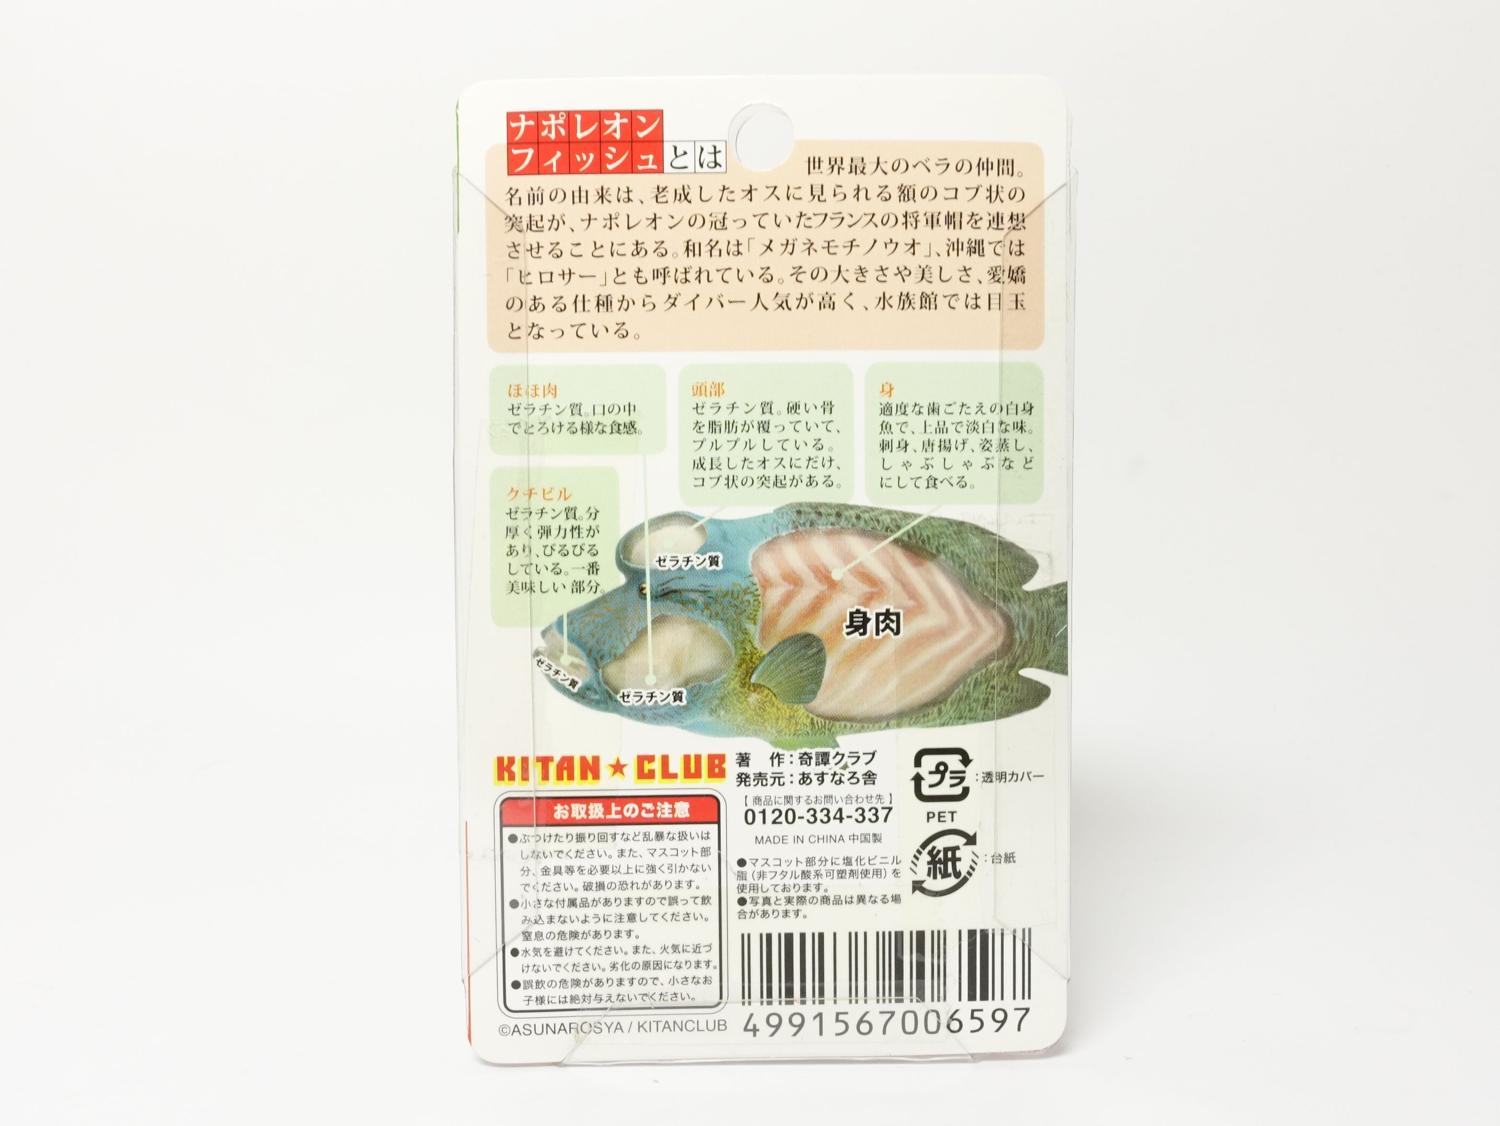 ナポレオン
フィッシュとは
世界最大のベラの仲間。
名前の由来は、老成したオスに見られる額のコブ状の
突起が、ナポレオンの冠っていたフランスの将軍帽を連想
させることにある。和名は「メガネモチノウオ」、沖縄では
「ヒロサー」とも呼ばれている。その大きさや美しさ、愛嬌
のある仕種からダイバー人気が高く、水族館では目玉
となっている。
ほほ肉
ゼラチン質。口の中
でとろける様な食感。
頭部
ゼラチン質。硬い骨
を脂肪が覆っていて、
プルプルしている。
成長したオスにだけ、
コブ状の突起がある。
身
適度な歯ごたえの白身
魚で、上品で淡白な味。
刺身、唐揚げ、姿蒸し、
しゃぶしゃぶなど
にして食べる。
クチビル
ゼラチン質。分
厚く弾力性が
あり、ぴるぴる
している。一番
美味しい部分。
ゼラチン質
身肉
ゼラチン質
ゼラチン質
KITAN★CLUB
著 作：奇譚クラブ
発売元：あすなろ舎
【 商品に関するお問い合わせ先 】
0120-334-337
MADE IN CHINA 中国製
●マスコット部分に塩化ビニル
脂（非フタル酸系可塑剤使用）を
使用しております。
●写真と実際の商品は異なる場
合があります。
プラ：透明カバー
PET
紙：台紙
お取扱上のご注意
●ぶつけたり振り回すなど乱暴な扱いは
しないでください。また、マスコット部
分、金具等を必要以上に強く引かない
でください。破損の恐れがあります。
●小さな付属品がありますので誤って飲
み込まないように注意してください。
窒息の危険があります。
●水気を避けてください。また、火気に近づ
けないでください。劣化の原因になります。
●誤飲の危険がありますので、小さなお
子様には絶対与えないでください。
©ASUNAROSYA / KITANCLUB
4991567006597